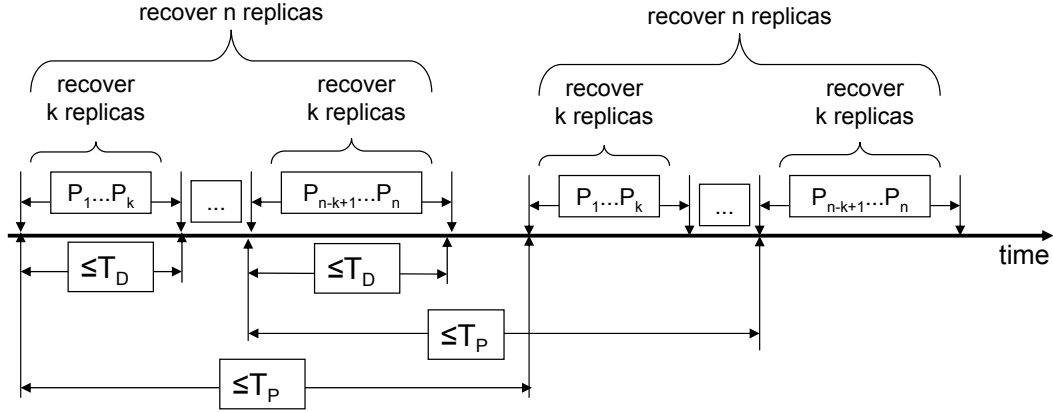 recover n replicas
recover n replicas
recover
k replicas
recover
k replicas
recover
k replicas
recover
k replicas
P1...Pk
...
Pn-k+1...Pn
P1...Pk
...
Pn-k+1...Pn
time
≤TD
≤TD
≤TP
≤TP